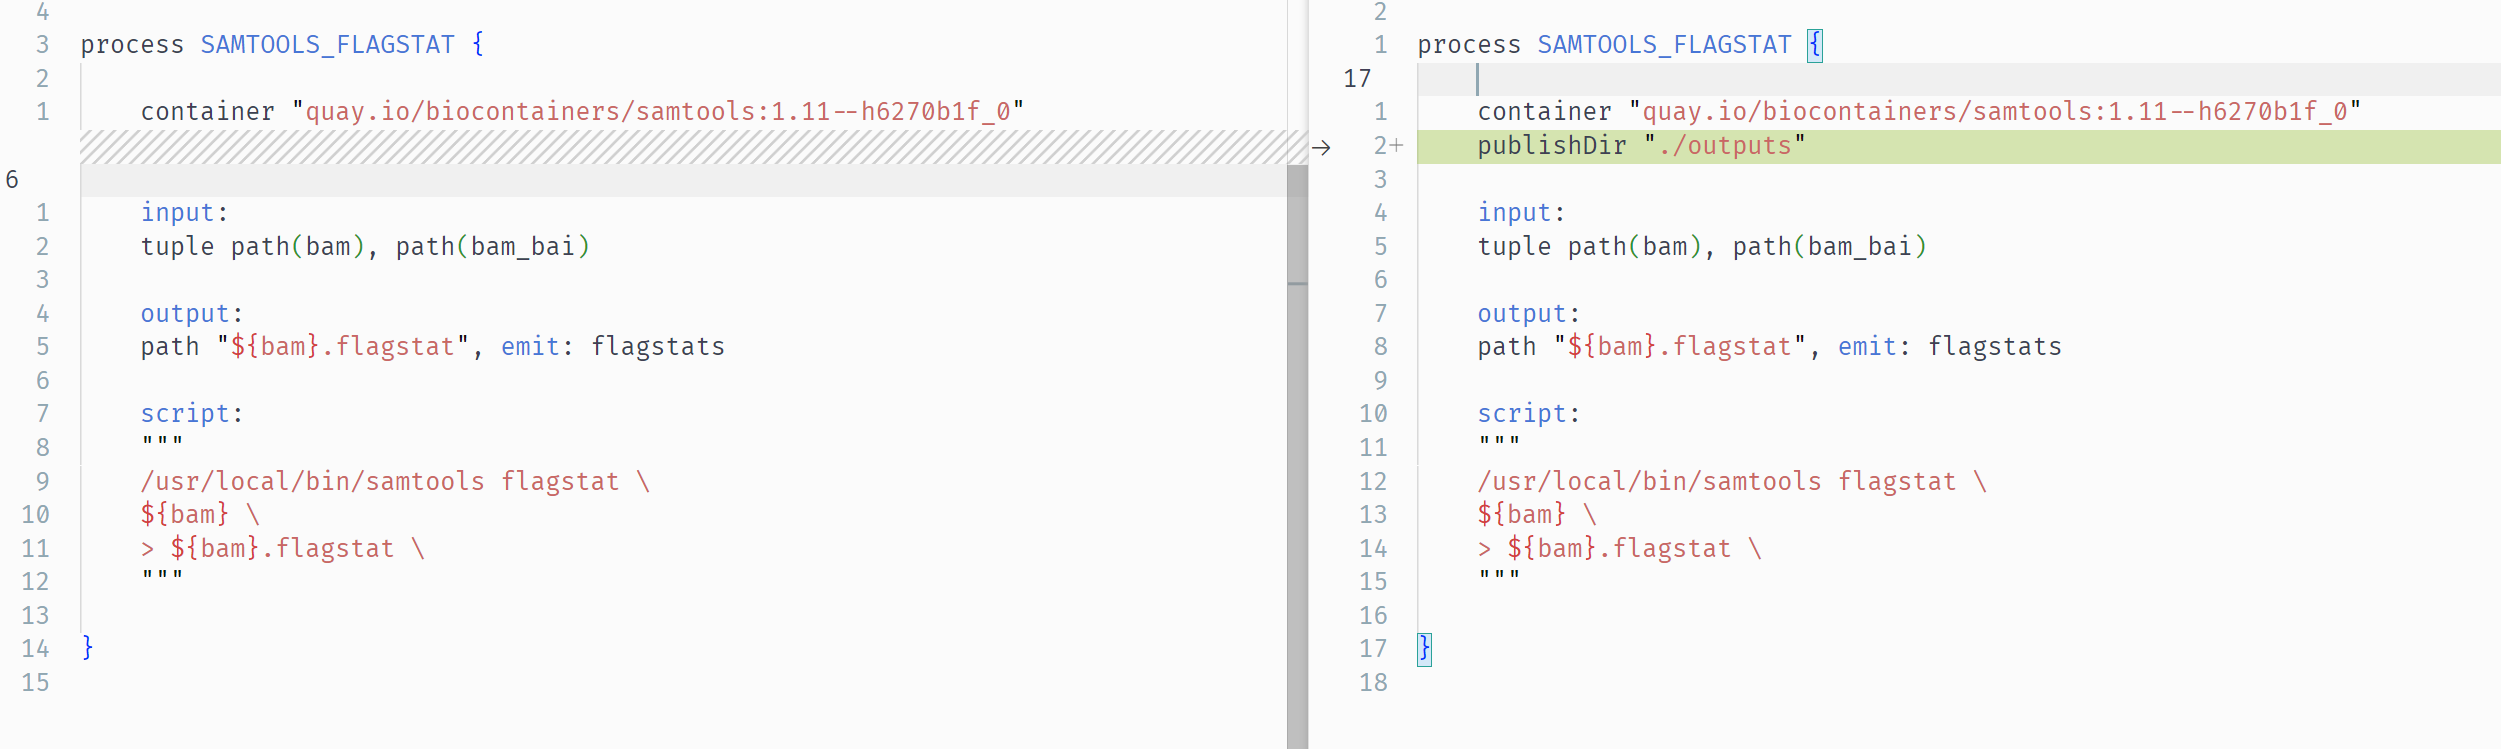 4
3 process SAMTOOLS_FLAGSTAT {
2
1 container "quay.io/biocontainers/samtools:1.11--h6270b1f_0"
6
1 input:
2 tuple path(bam), path(bam_bai)
3
4 output:
5 path "${bam}.flagstat", emit: flagstats
6
7 script:
8 """
9 /usr/local/bin/samtools flagstat \
10 ${bam} \
11 > ${bam}.flagstat \
12 """
13
14 }
15
2
1 process SAMTOOLS_FLAGSTAT {
17
1 container "quay.io/biocontainers/samtools:1.11--h6270b1f_0"
→ 2+ publishDir "./outputs"
3
4 input:
5 tuple path(bam), path(bam_bai)
6
7 output:
8 path "${bam}.flagstat", emit: flagstats
9
10 script:
11 """
12 /usr/local/bin/samtools flagstat \
13 ${bam} \
14 > ${bam}.flagstat \
15 """
16
17 }
18